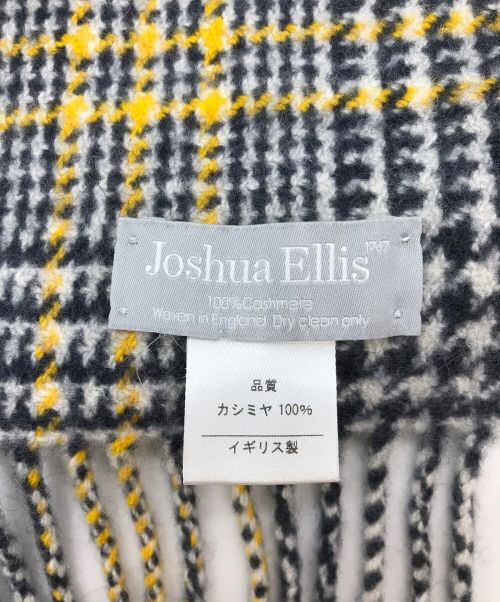 Joshua Ellis 1767
100% Cashmere
Woven in England Dry clean only
品質
カシミヤ 100%
イギリス製